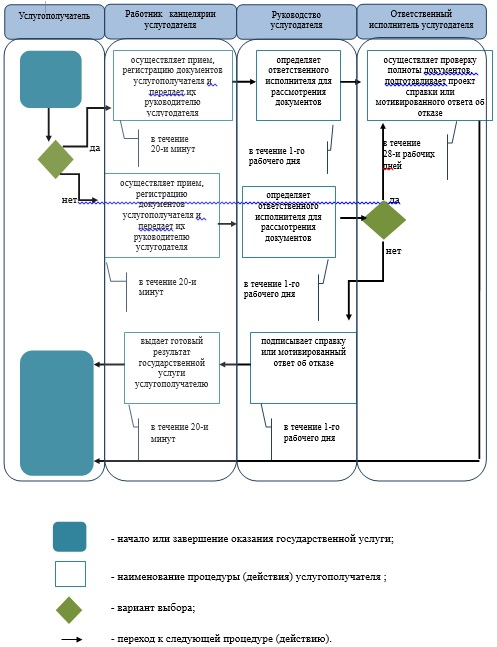 Услугополучатель
Работник канцелярии
услугодателя
Руководство
услугодателя
Ответственный
исполнитель услугодателя
осуществляет прием,
регистрацию документов
услугополучателя и
передает их
руководителю
услугодателя
определяет
ответственного
исполнителя для
рассмотрения
документов
осуществляет проверку
полноты документов,
подготавливает проект
справки или
мотивированного ответа об
отказе
да
в течение
20-и минут
в течение 1-го
рабочего дня
в течение
28-и рабочих
дней
нет
осуществляет прием,
регистрацию
документов
услугополучателя и
передает их
руководителю
услугодателя
определяет
ответственного
исполнителя для
рассмотрения
документов
да
нет
в течение 20-и
минут
в течение 1-го
рабочего дня
выдает готовый
результат
государственной
услуги
услугополучателю
подписывает справку
или мотивированный
ответ об отказе
в течение 20-и
минут
в течение 1-го
рабочего дня
- начало или завершение оказания государственной услуги;
- наименование процедуры (действия) услугополучателя ;
- вариант выбора;
- переход к следующей процедуре (действию).